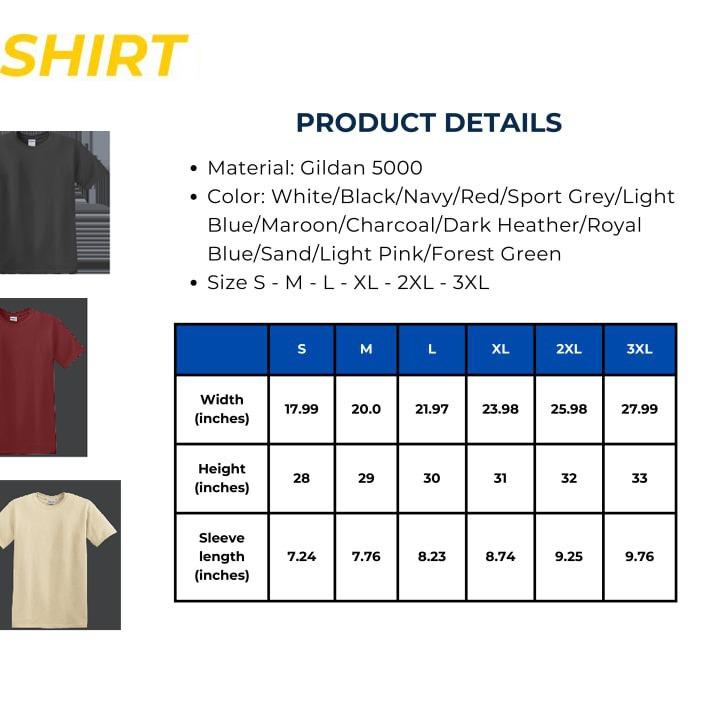 SHIRT
PRODUCT DETAILS
• Material: Gildan 5000
• Color: White/Black/Navy/Red/Sport Grey/Light
Blue/Maroon/Charcoal/Dark Heather/Royal
Blue/Sand/Light Pink/Forest Green
• Size S - M - L - XL - 2XL - 3XL
S M L XL 2XL 3XL
Width
(inches) 17.99 20.0 21.97 23.98 25.98 27.99
Height
(inches) 28 29 30 31 32 33
Sleeve
length
(inches) 7.24 7.76 8.23 8.74 9.25 9.76